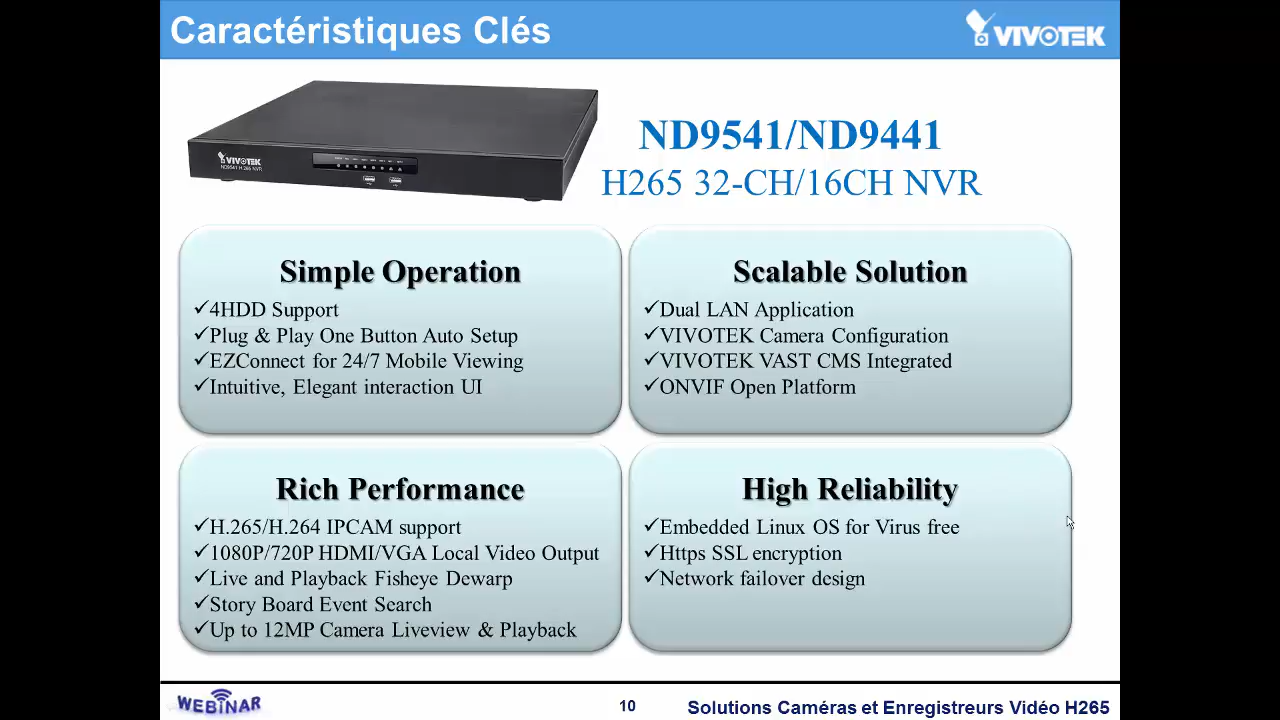 Caractéristiques Clés
VIVOTEK
VIVOTEK
ND9541 H.265 NVR
ND9541/ND9441
H265 32-CH/16CH NVR
Simple Operation
✓4HDD Support
✓Plug & Play One Button Auto Setup
✓EZConnect for 24/7 Mobile Viewing
✓Intuitive, Elegant interaction UI
Scalable Solution
✓Dual LAN Application
✓VIVOTEK Camera Configuration
✓VIVOTEK VAST CMS Integrated
✓ONVIF Open Platform
Rich Performance
✓H.265/H.264 IPCAM support
✓1080P/720P HDMI/VGA Local Video Output
✓Live and Playback Fisheye Dewarp
✓Story Board Event Search
✓Up to 12MP Camera Liveview & Playback
High Reliability
✓Embedded Linux OS for Virus free
✓Https SSL encryption
✓Network failover design
WEBINAR
10
Solutions Caméras et Enregistreurs Vidéo H265